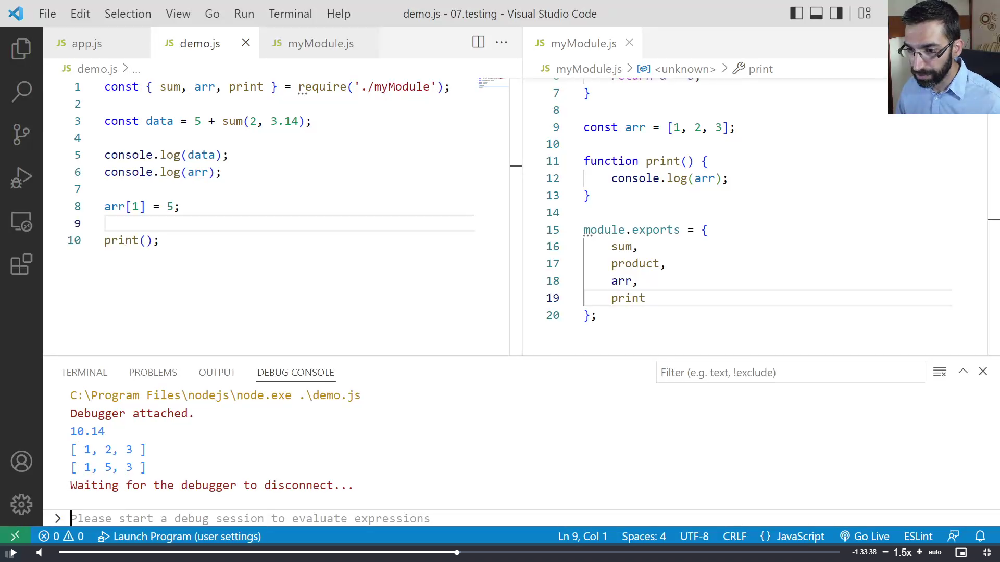 File Edit Selection View Go Run Terminal Help demo.js - 07.testing - Visual Studio Code
JS app.js JS demo.js JS myModule.js
JS demo.js > ...
1 const { sum, arr, print } = require('./myModule');
2
3 const data = 5 + sum(2, 3.14);
4
5 console.log(data);
6 console.log(arr);
7
8 arr[1] = 5;
9
10 print();
JS myModule.js
JS myModule.js > <unknown> > print
7 }
8
9 const arr = [1, 2, 3];
10
11 function print() {
12 console.log(arr);
13 }
14
15 module.exports = {
16 sum,
17 product,
18 arr,
19 print
20 };
TERMINAL PROBLEMS OUTPUT DEBUG CONSOLE Filter (e.g. text, !exclude)
C:\Program Files\nodejs\node.exe .\demo.js
Debugger attached.
10.14
[ 1, 2, 3 ]
[ 1, 5, 3 ]
Waiting for the debugger to disconnect...
> Please start a debug session to evaluate expressions
0 0 Launch Program (user settings) Ln 9, Col 1 Spaces: 4 UTF-8 CRLF {} JavaScript Go Live ESLint
-1:33:38 − 1.5x + auto